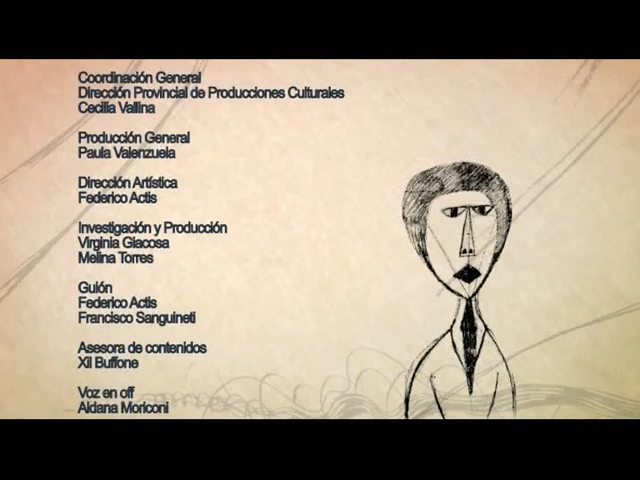 Coordinación General
Dirección Provincial de Producciones Culturales
Cecilia Vallina
Producción General
Paula Valenzuela
Dirección Artística
Federico Actis
Investigación y Producción
Virginia Giacosa
Melina Torres
Guión
Federico Actis
Francisco Sanguineti
Asesora de contenidos
Xil Buffone
Voz en off
Aldana Moriconi